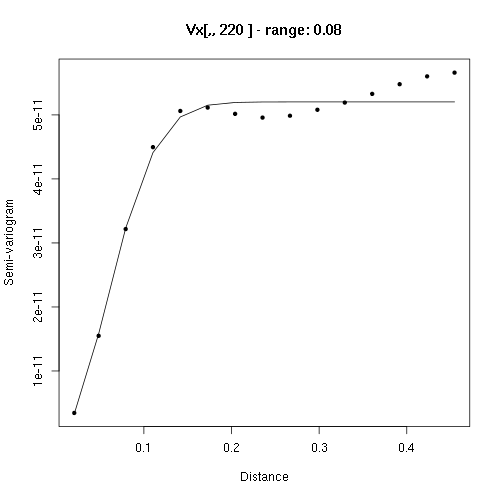 Vx[,, 220 ] - range: 0.08
Semi-variogram
5e-11
4e-11
3e-11
2e-11
1e-11
0.1 0.2 0.3 0.4
Distance